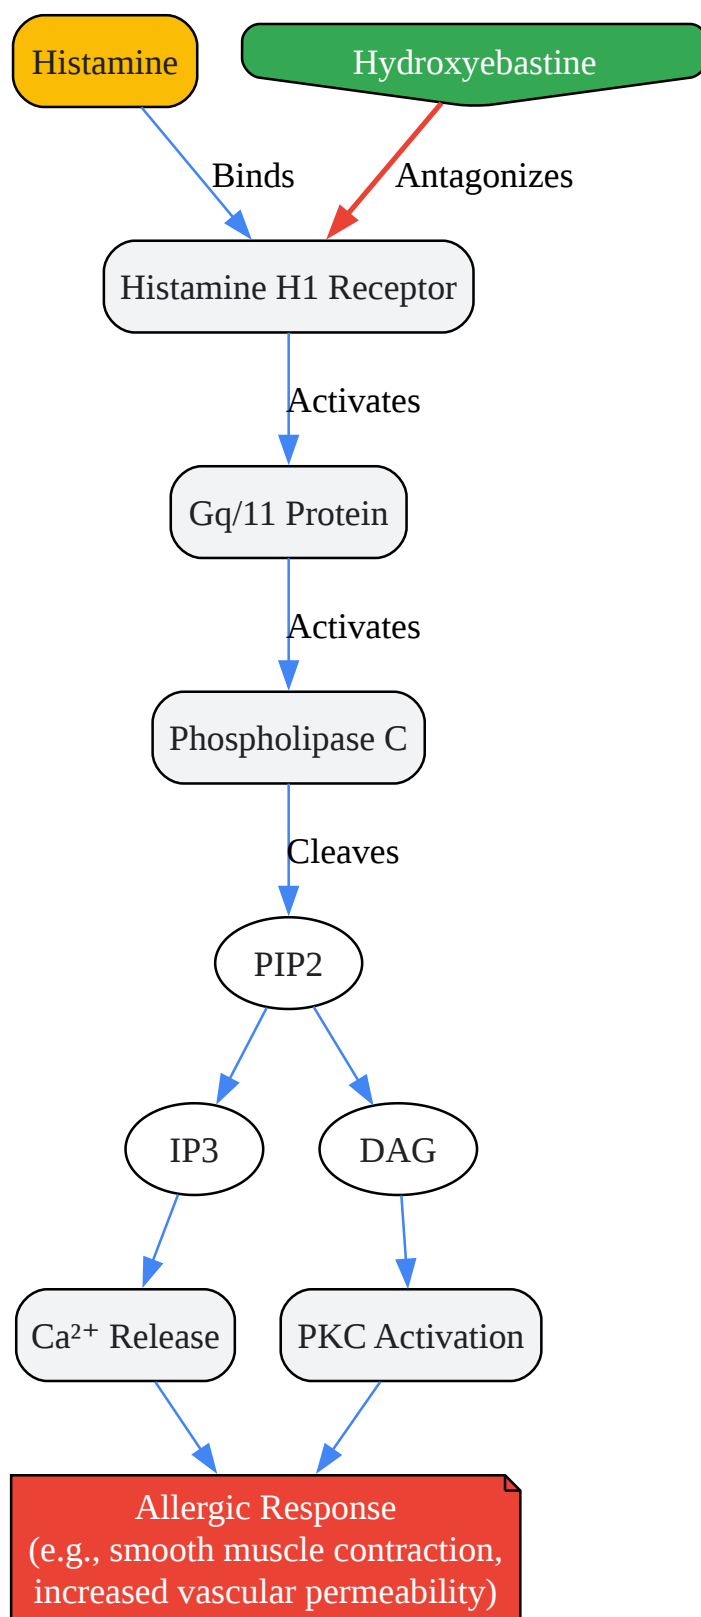 Histamine
Hydroxyebastine
Binds
Antagonizes
Histamine H1 Receptor
Activates
Gq/11 Protein
Activates
Phospholipase C
Cleaves
PIP2
IP3
DAG
Ca²⁺ Release
PKC Activation
Allergic Response
(e.g., smooth muscle contraction,
increased vascular permeability)